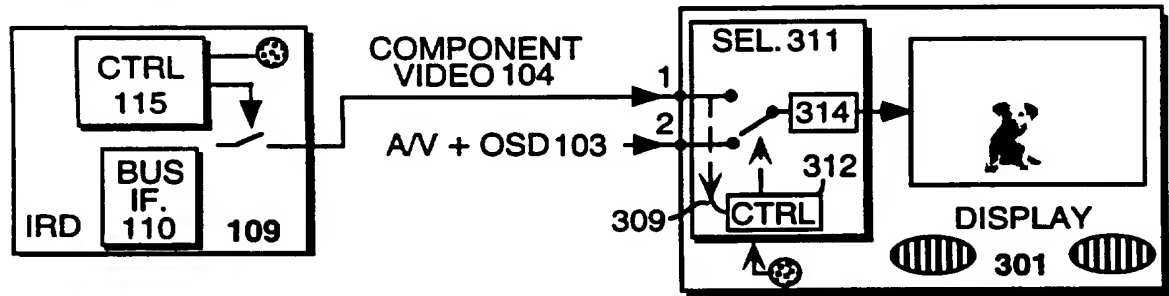 CTRL
115
BUS
IF.
110
IRD
109
COMPONENT
VIDEO 104
A/V + OSD 103
1
2
SEL. 311
314
312
309
CTRL
DISPLAY
301